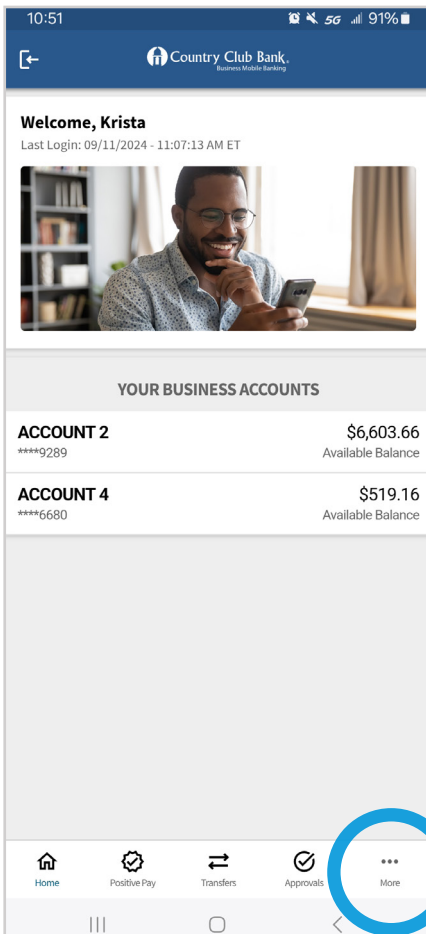 10:51 5G 91%
Country Club Bank®
Business Mobile Banking
Welcome, Krista
Last Login: 09/11/2024 - 11:07:13 AM ET
YOUR BUSINESS ACCOUNTS
ACCOUNT 2 $6,603.66
****9289 Available Balance
ACCOUNT 4 $519.16
****6680 Available Balance
Home Positive Pay Transfers Approvals More